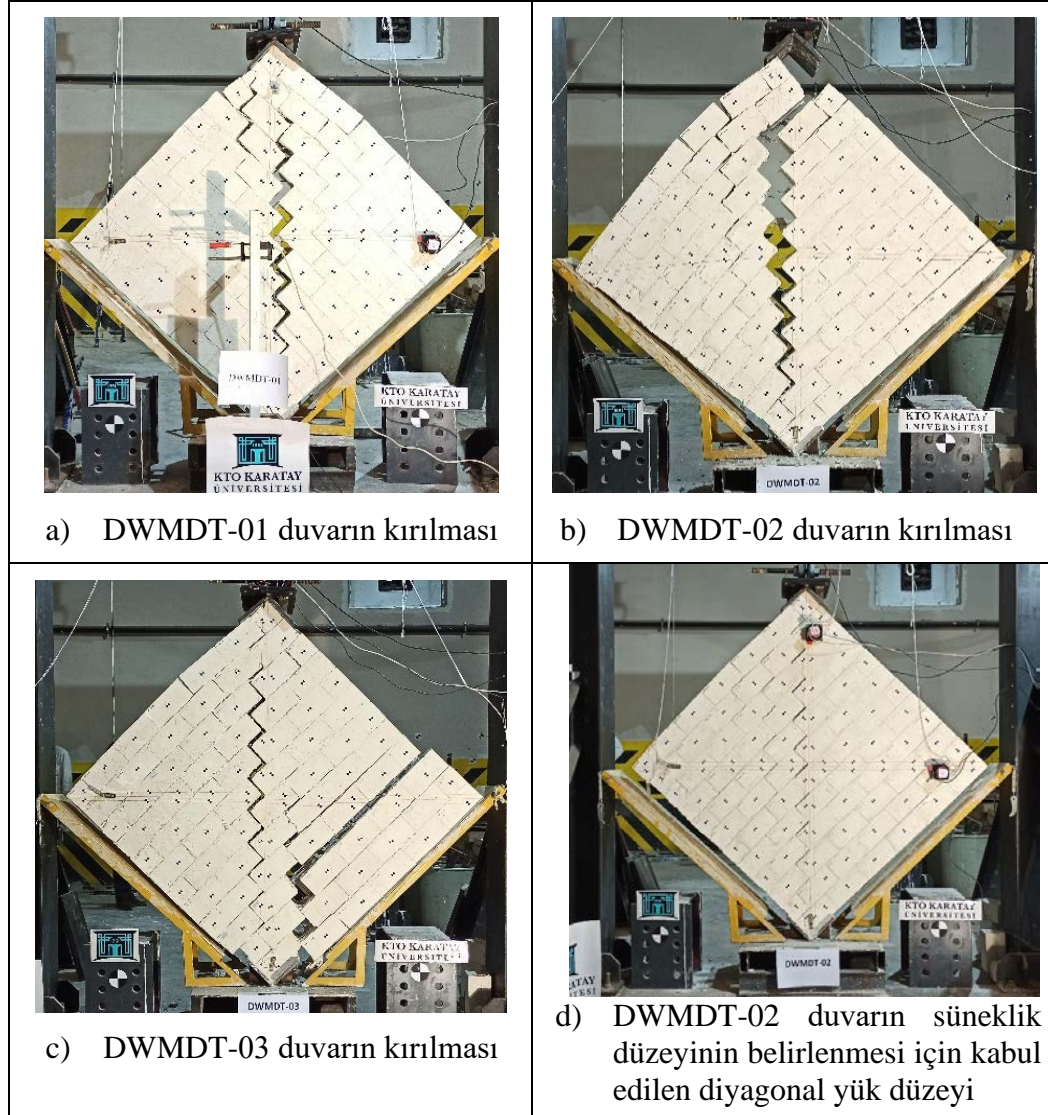 DWMDT-01
KTO KARATAY
ÜNİVERSİTESİ
KTO KARATAY
ÜNİVERSİTESİ
a) DWMDT-01 duvarın kırılması
KTO KARATAY
ÜNİVERSİTESİ
DWMDT-02
b) DWMDT-02 duvarın kırılması
KTO KARATAY
ÜNİVERSİTESİ
DWMDT-03
c) DWMDT-03 duvarın kırılması
KTO KARATAY
ÜNİVERSİTESİ
ATAY
TESİ
DWMDT-02
d) DWMDT-02 duvarın süneklik
düzeyinin belirlenmesi için kabul
edilen diyagonal yük düzeyi